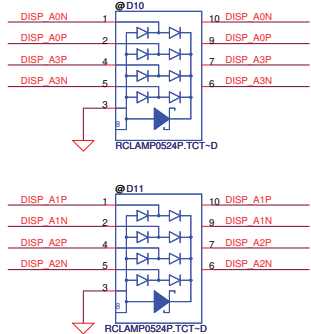 @D10
DISP_A0N 1 10 DISP_A0N
DISP_A0P 2 9 DISP_A0P
DISP_A3P 4 7 DISP_A3P
DISP_A3N 5 6 DISP_A3N
3
8
RCLAMP0524P.TCT~D
@D11
DISP_A1P 1 10 DISP_A1P
DISP_A1N 2 9 DISP_A1N
DISP_A2P 4 7 DISP_A2P
DISP_A2N 5 6 DISP_A2N
3
8
RCLAMP0524P.TCT~D